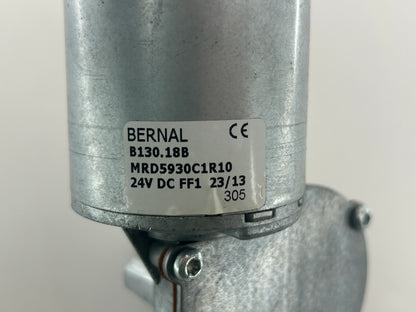 BERNAL CE
B130.18B
MRD5930C1R10
24V DC FF1 23/13
305